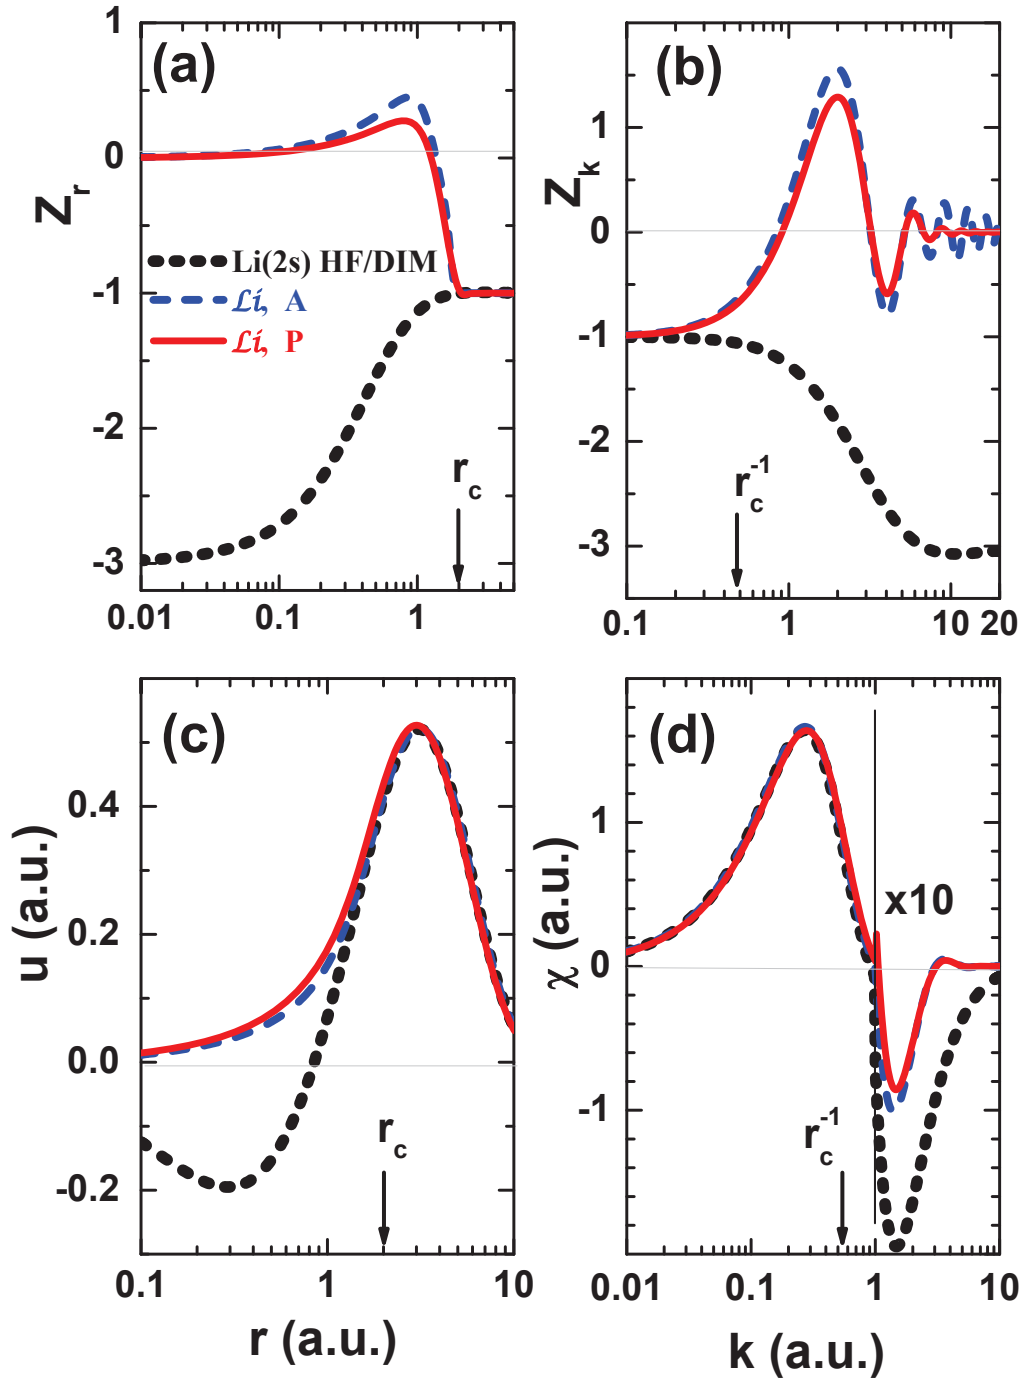 (a)
1
0
-1
-2
-3
Z_r
Li(2s) HF/DIM
Li, A
Li, P
r_c
0.01 0.1 1
(b)
1
0
-1
-2
-3
Z_k
r_c^-1
0.1 1 10 20
(c)
0.4
0.2
0.0
-0.2
u (a.u.)
r_c
0.1 1 10
r (a.u.)
(d)
1
0
-1
χ (a.u.)
x10
r_c^-1
0.01 0.1 1 10
k (a.u.)